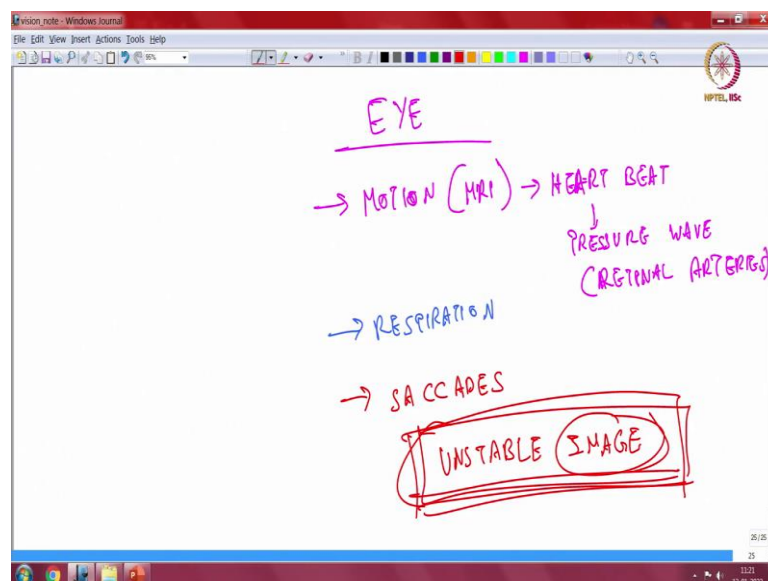 vision_note - Windows Journal
File Edit View Insert Actions Tools Help
96%
B I
NPTEL, IISc
EYE
→ MOTION (MRI) → HEART BEAT
↓
PRESSURE WAVE
(RETINAL ARTERIES)
→ RESPIRATION
→ SACCADES
UNSTABLE IMAGE
25/25
25
11:21